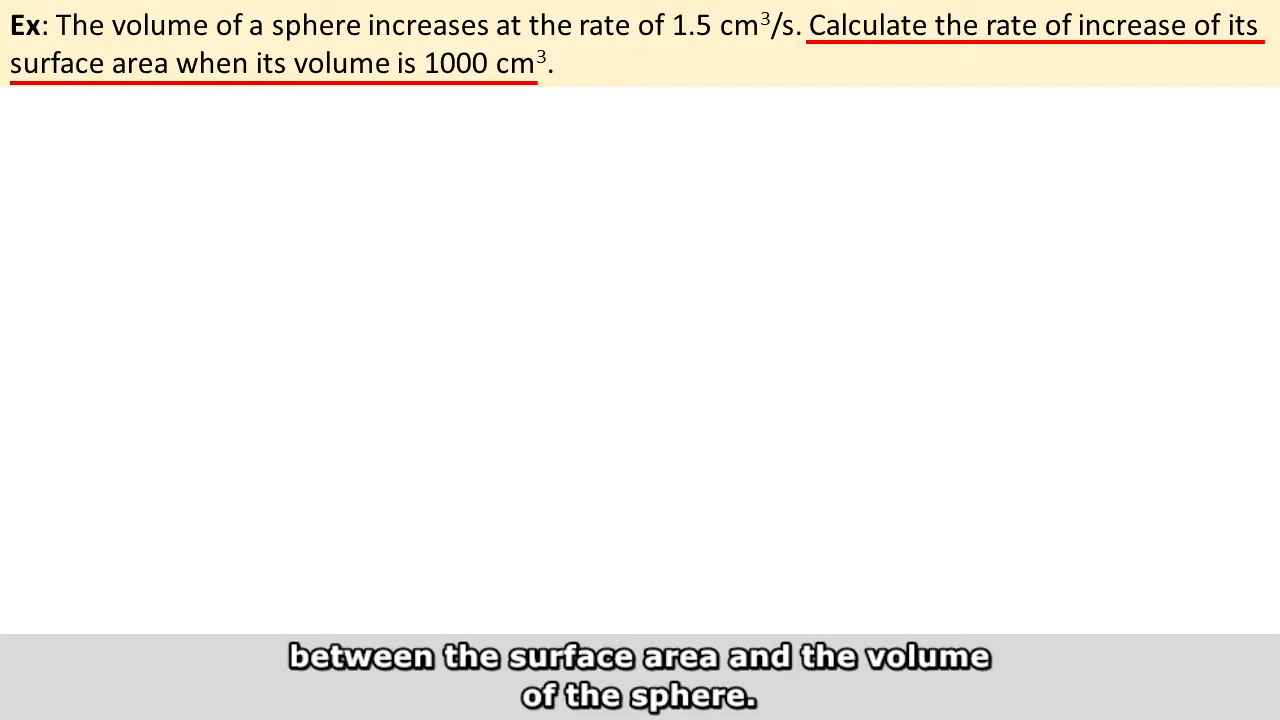 Ex: The volume of a sphere increases at the rate of 1.5 cm³/s. Calculate the rate of increase of its
surface area when its volume is 1000 cm³.
between the surface area and the volume
of the sphere.